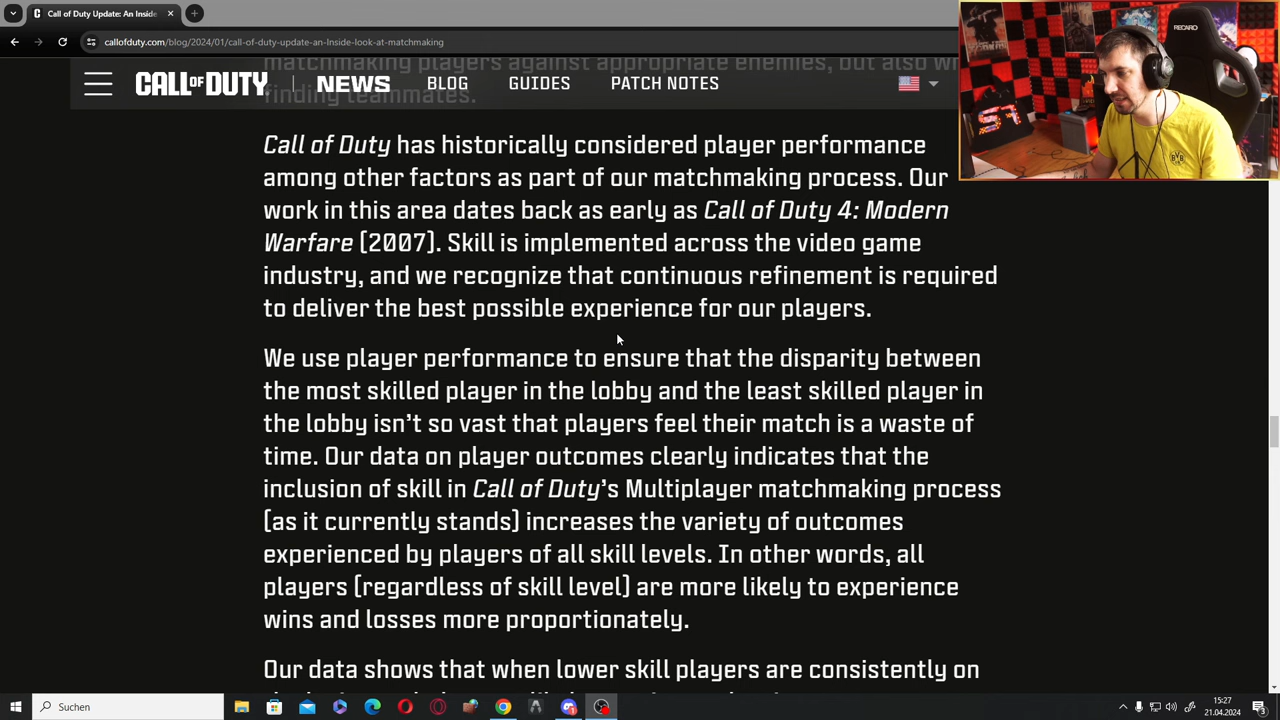 Call of Duty Update: An Inside
callofduty.com/blog/2024/01/call-of-duty-update-an-Inside-look-at-matchmaking
CALL OF DUTY NEWS BLOG GUIDES PATCH NOTES
RECARO
finding teammates.
Call of Duty has historically considered player performance
among other factors as part of our matchmaking process. Our
work in this area dates back as early as Call of Duty 4: Modern
Warfare [2007]. Skill is implemented across the video game
industry, and we recognize that continuous refinement is required
to deliver the best possible experience for our players.
We use player performance to ensure that the disparity between
the most skilled player in the lobby and the least skilled player in
the lobby isn't so vast that players feel their match is a waste of
time. Our data on player outcomes clearly indicates that the
inclusion of skill in Call of Duty's Multiplayer matchmaking process
[as it currently stands] increases the variety of outcomes
experienced by players of all skill levels. In other words, all
players [regardless of skill level] are more likely to experience
wins and losses more proportionately.
Our data shows that when lower skill players are consistently on
Suchen
15:27
21.04.2024